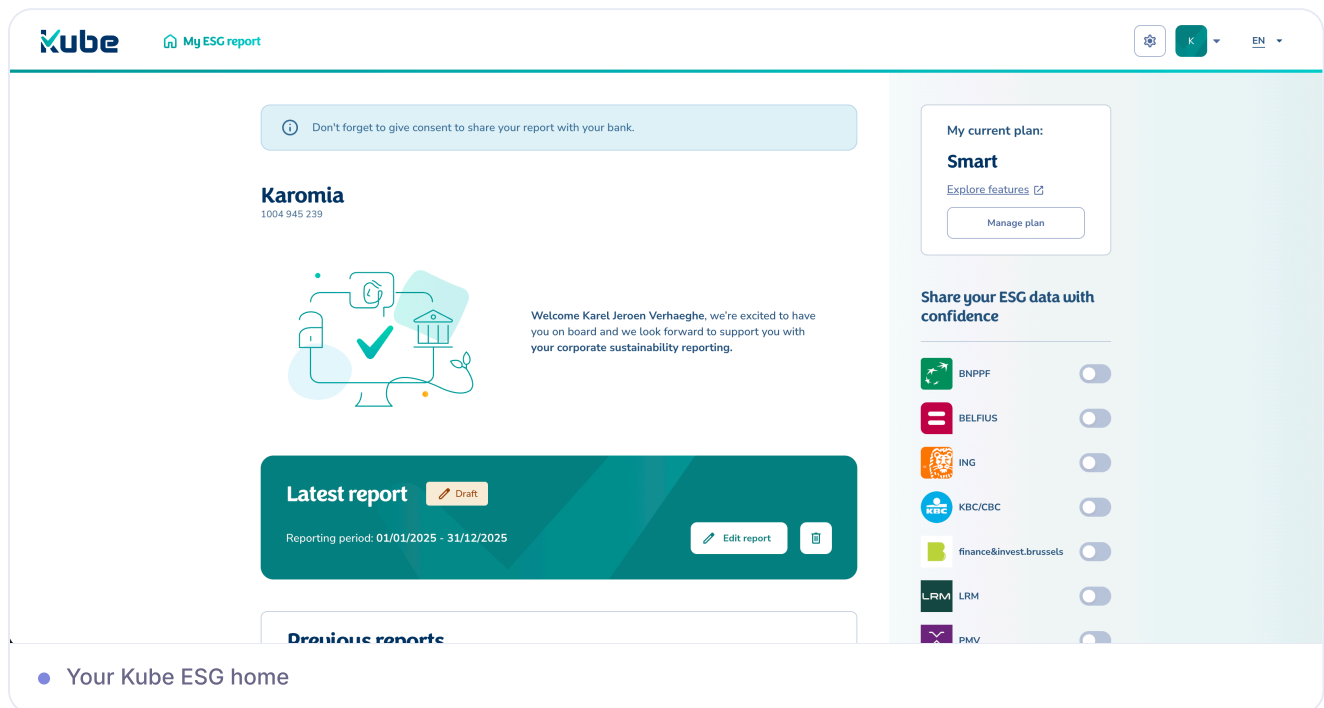 Kube
My ESG report
K
EN
Don't forget to give consent to share your report with your bank.
Karomia
1004 945 239
Welcome Karel Jeroen Verhaeghe, we're excited to have
you on board and we look forward to support you with
your corporate sustainability reporting.
Latest report
Draft
Reporting period: 01/01/2025 - 31/12/2025
Edit report
Previous reports
My current plan:
Smart
Explore features
Manage plan
Share your ESG data with
confidence
BNPPF
BELFIUS
ING
KBC
KBC/CBC
finance&invest.brussels
LRM
LRM
PMV
Your Kube ESG home